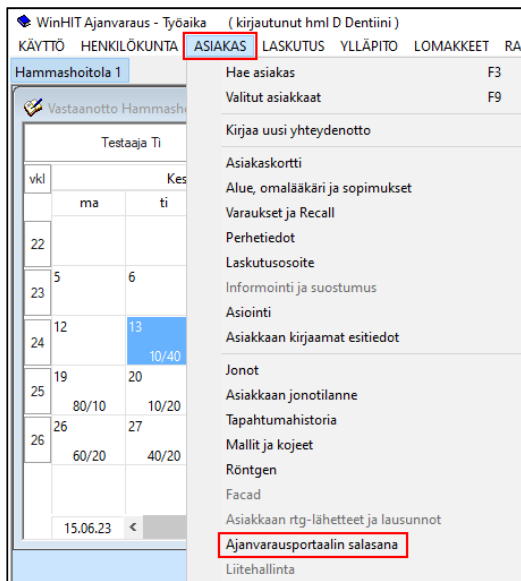 WinHIT Ajanvaraus - Työaika ( kirjautunut hml D Dentiini )
KÄYTTÖ HENKILÖKUNTA ASIAKAS LASKUTUS YLLÄPITO LOMAKKEET RA
Hammashoitola 1
Vastaanotto Hammasho
Testaaja Ti
vkl Kes
ma ti
22
23 5 6
24 12 13
10/40
25 19 20
80/10 10/20
26 26 27
60/20 40/20
15.06.23 <
Hae asiakas F3
Valitut asiakkaat F9
Kirjaa uusi yhteydenotto
Asiakaskortti
Alue, omalääkäri ja sopimukset
Varaukset ja Recall
Perhetiedot
Laskutusosoite
Informointi ja suostumus
Asiointi
Asiakkaan kirjaamat esitiedot
Jonot
Asiakkaan jonotilanne
Tapahtumahistoria
Mallit ja kojeet
Röntgen
Facad
Asiakkaan rtg-lähetteet ja lausunnot
Ajanvarausportaalin salasana
Liitehallinta